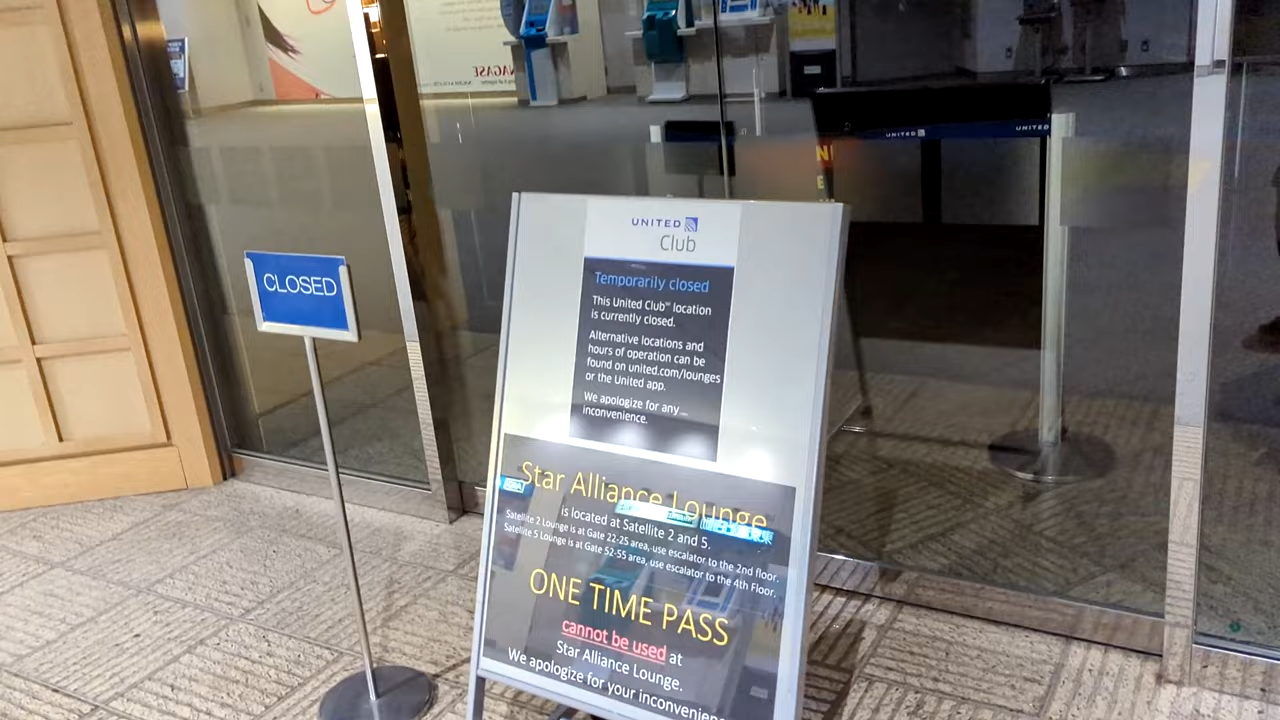 NAGASE
UNITED
UNITED
CLOSED
UNITED
Club
Temporarily closed
This United Club℠ location
is currently closed.
Alternative locations and
hours of operation can be
found on united.com/lounges
or the United app.
We apologize for any
inconvenience.
Star Alliance Lounge
is located at Satellite 2 and 5.
Satellite 2 Lounge is at Gate 22-25 area, use escalator to the 2nd floor.
Satellite 5 Lounge is at Gate 52-55 area, use escalator to the 4th Floor.
ONE TIME PASS
cannot be used at
Star Alliance Lounge.
We apologize for your